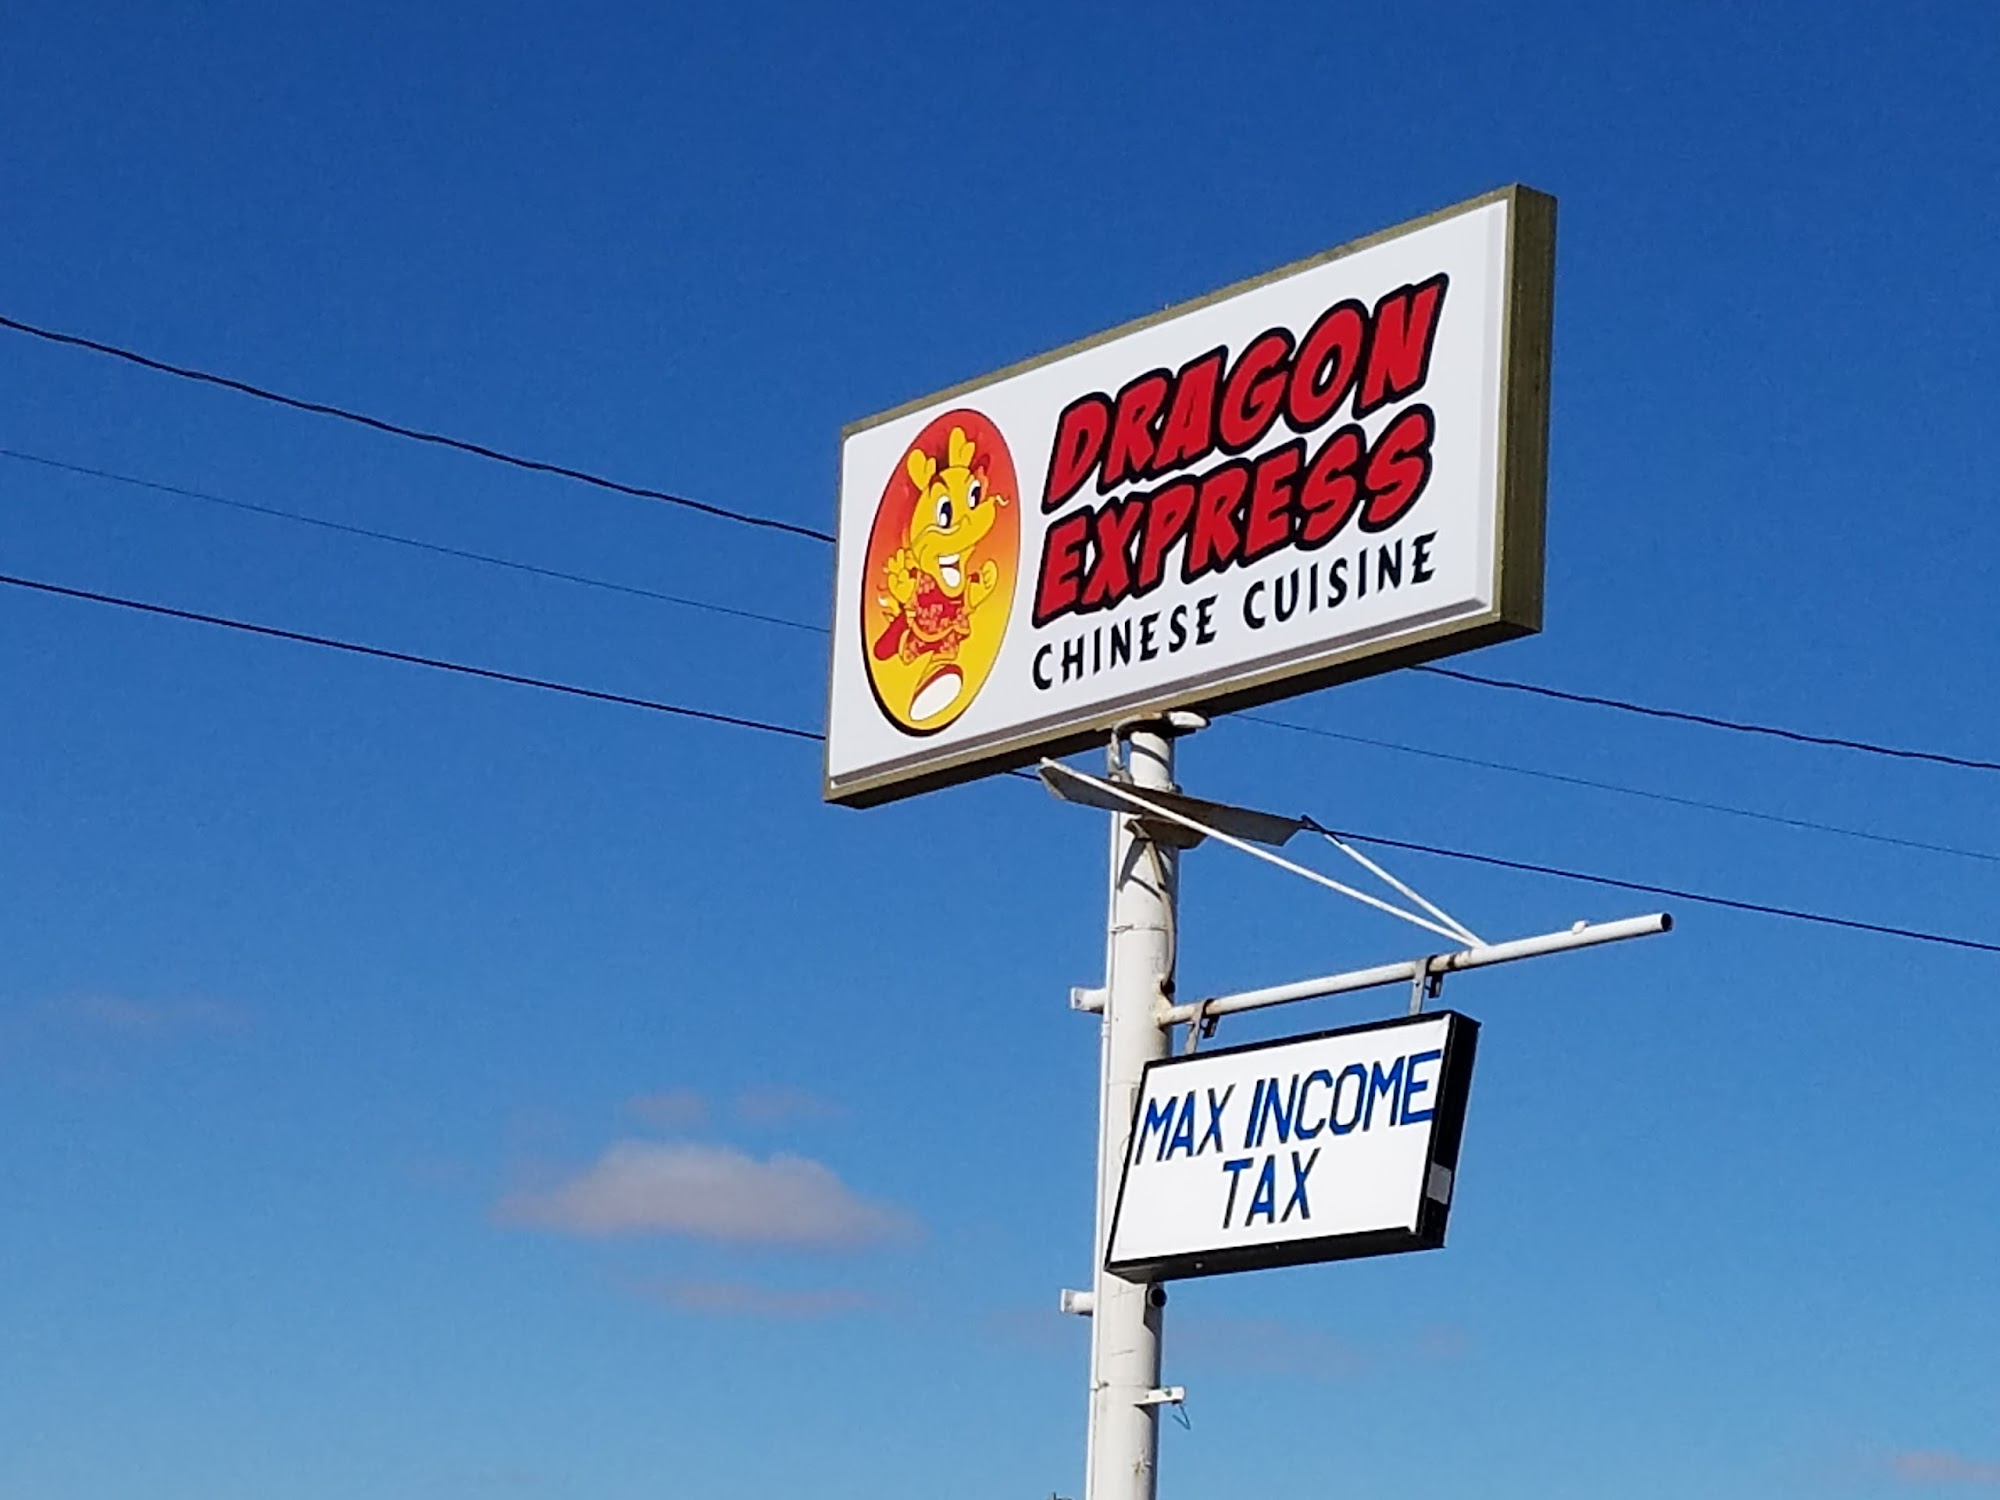 DRAGON
EXPRESS
CHINESE CUISINE
MAX INCOME
TAX